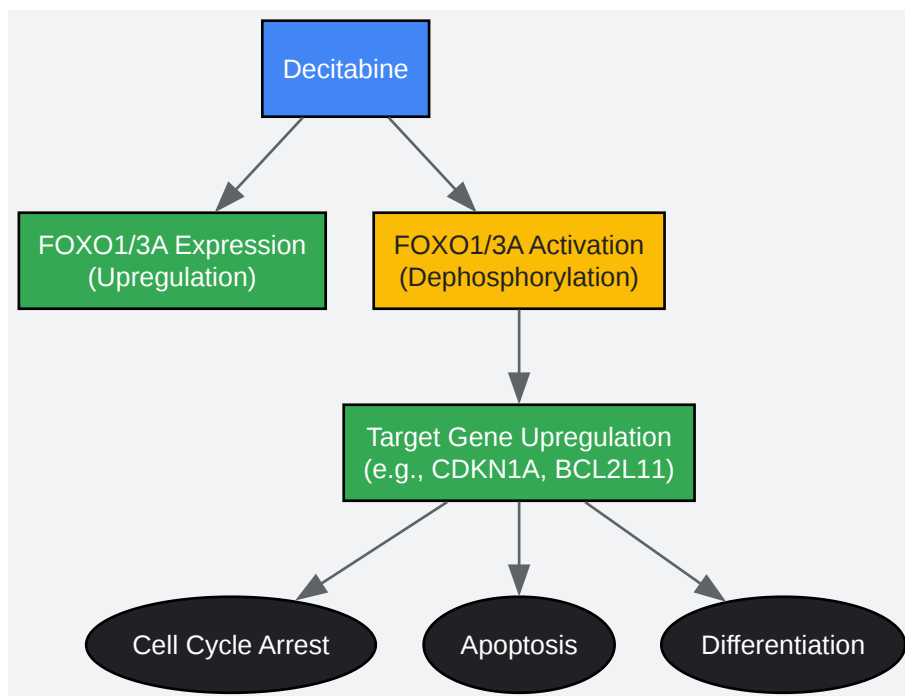 Decitabine
FOXO1/3A Expression
(Upregulation)
FOXO1/3A Activation
(Dephosphorylation)
Target Gene Upregulation
(e.g., CDKN1A, BCL2L11)
Cell Cycle Arrest
Apoptosis
Differentiation